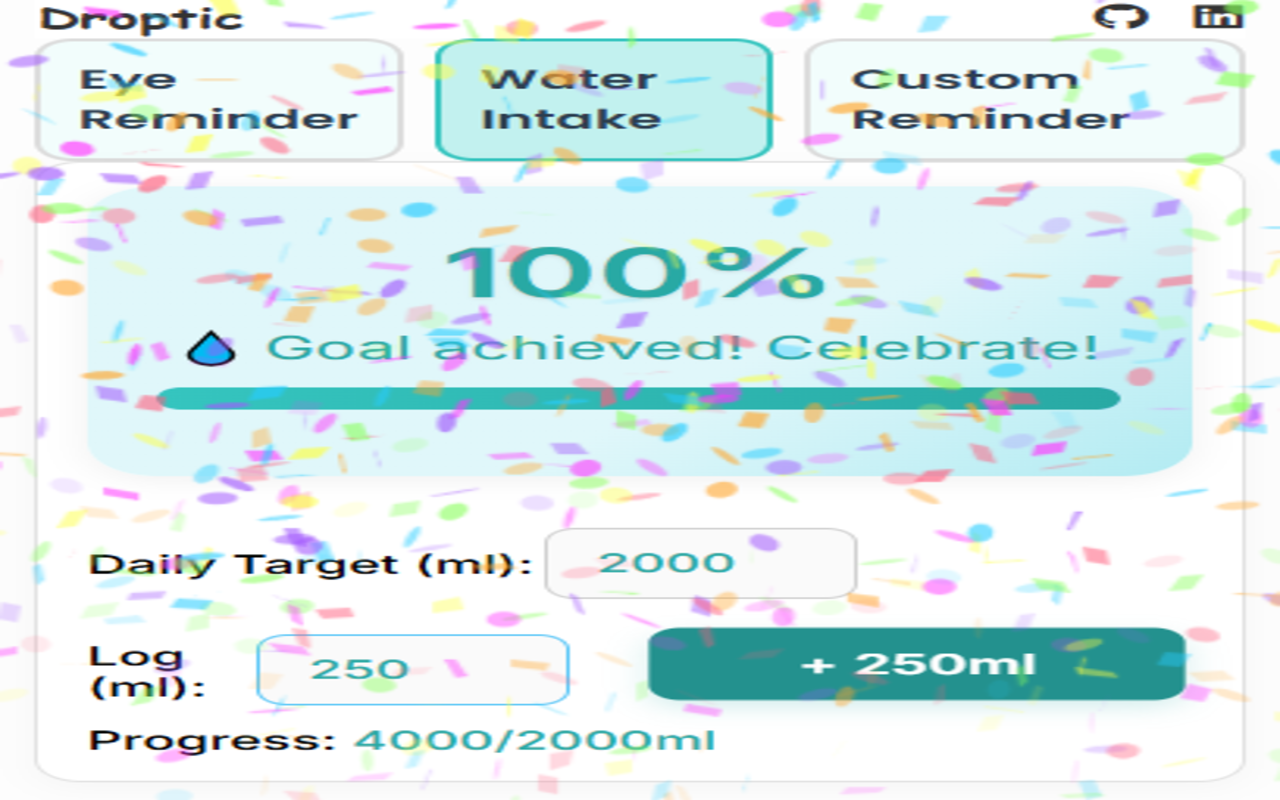 Droptic
Eye
Reminder
Water
Intake
Custom
Reminder
100%
Goal achieved! Celebrate!
Daily Target (ml): 2000
Log
(ml): 250
+ 250ml
Progress: 4000/2000ml